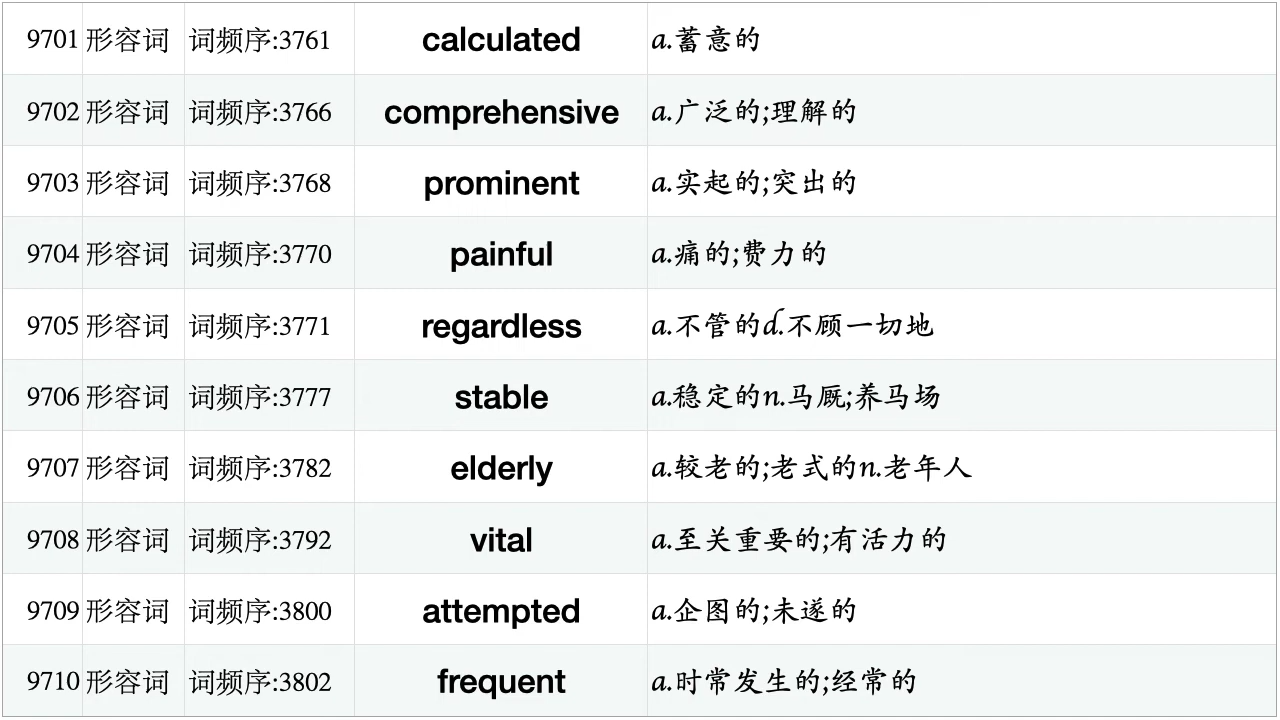 9701 形容词 词频序:3761 calculated a.蓄意的
9702 形容词 词频序:3766 comprehensive a.广泛的;理解的
9703 形容词 词频序:3768 prominent a.实起的;突出的
9704 形容词 词频序:3770 painful a.痛的;费力的
9705 形容词 词频序:3771 regardless a.不管的d.不顾一切地
9706 形容词 词频序:3777 stable a.稳定的n.马厩;养马场
9707 形容词 词频序:3782 elderly a.较老的;老式的n.老年人
9708 形容词 词频序:3792 vital a.至关重要的;有活力的
9709 形容词 词频序:3800 attempted a.企图的;未遂的
9710 形容词 词频序:3802 frequent a.时常发生的;经常的